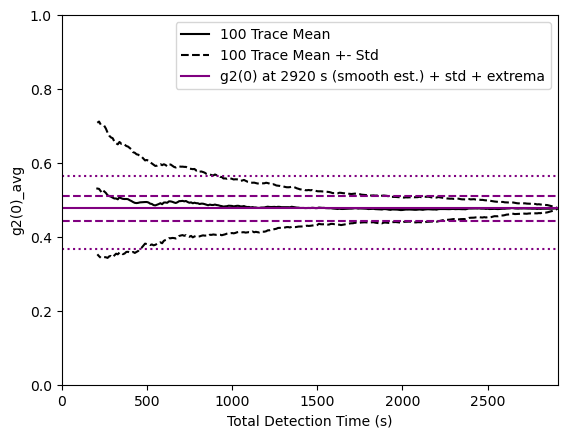 100 Trace Mean
100 Trace Mean +- Std
g2(0) at 2920 s (smooth est.) + std + extrema
1.0
0.8
0.6
0.4
0.2
0.0
g2(0)_avg
0
500
1000
1500
2000
2500
Total Detection Time (s)